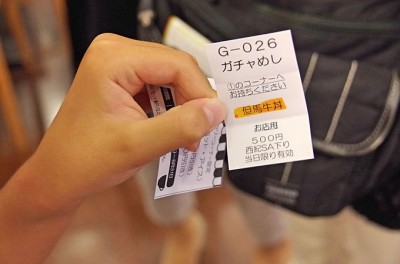 G-026
ガチャめし
①のコーナーへ
お持ちください
但馬牛丼
お店用
500円
西紀SA下り
当日限り有効